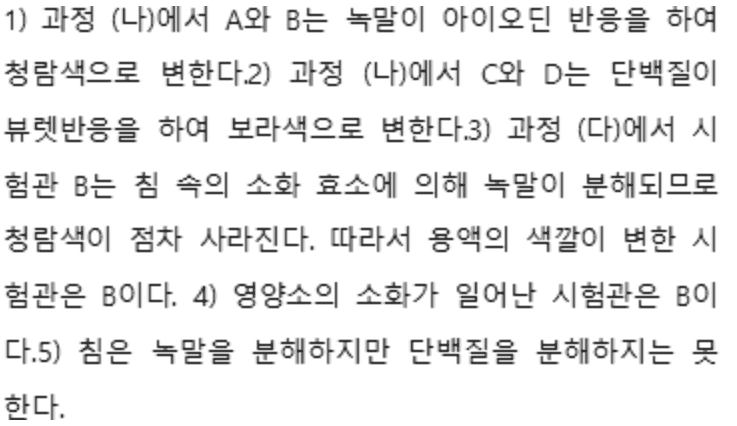 1) 과정 (나)에서 A와 B는 녹말이 아이오딘 반응을 하여
청람색으로 변한다.2) 과정 (나)에서 C와 D는 단백질이
뷰렛반응을 하여 보라색으로 변한다.3) 과정 (다)에서 시
험관 B는 침 속의 소화 효소에 의해 녹말이 분해되므로
청람색이 점차 사라진다. 따라서 용액의 색깔이 변한 시
험관은 B이다. 4) 영양소의 소화가 일어난 시험관은 B이
다.5) 침은 녹말을 분해하지만 단백질을 분해하지는 못
한다.